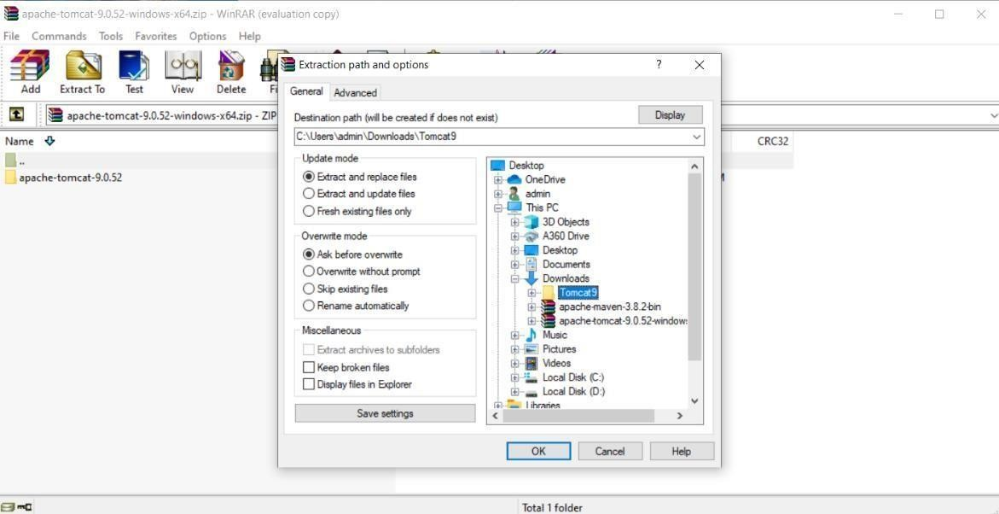 apache-tomcat-9.0.52-windows-x64.zip - WinRAR (evaluation copy)
File Commands Tools Favorites Options Help
Add Extract To Test View Delete
apache-tomcat-9.0.52-windows-x64.zip - ZIP
Name CRC32
..
apache-tomcat-9.0.52
Extraction path and options ?
General Advanced
Destination path (will be created if does not exist) Display
C:\Users\admin\Downloads\Tomcat9
Update mode
Extract and replace files
Extract and update files
Fresh existing files only
Overwrite mode
Ask before overwrite
Overwrite without prompt
Skip existing files
Rename automatically
Miscellaneous
Extract archives to subfolders
Keep broken files
Display files in Explorer
Save settings
Desktop
OneDrive
admin
This PC
3D Objects
A360 Drive
Desktop
Documents
Downloads
Tomcat9
apache-maven-3.8.2-bin
apache-tomcat-9.0.52-windows
Music
Pictures
Videos
Local Disk (C:)
Local Disk (D:)
Libraries
OK Cancel Help
Total 1 folder